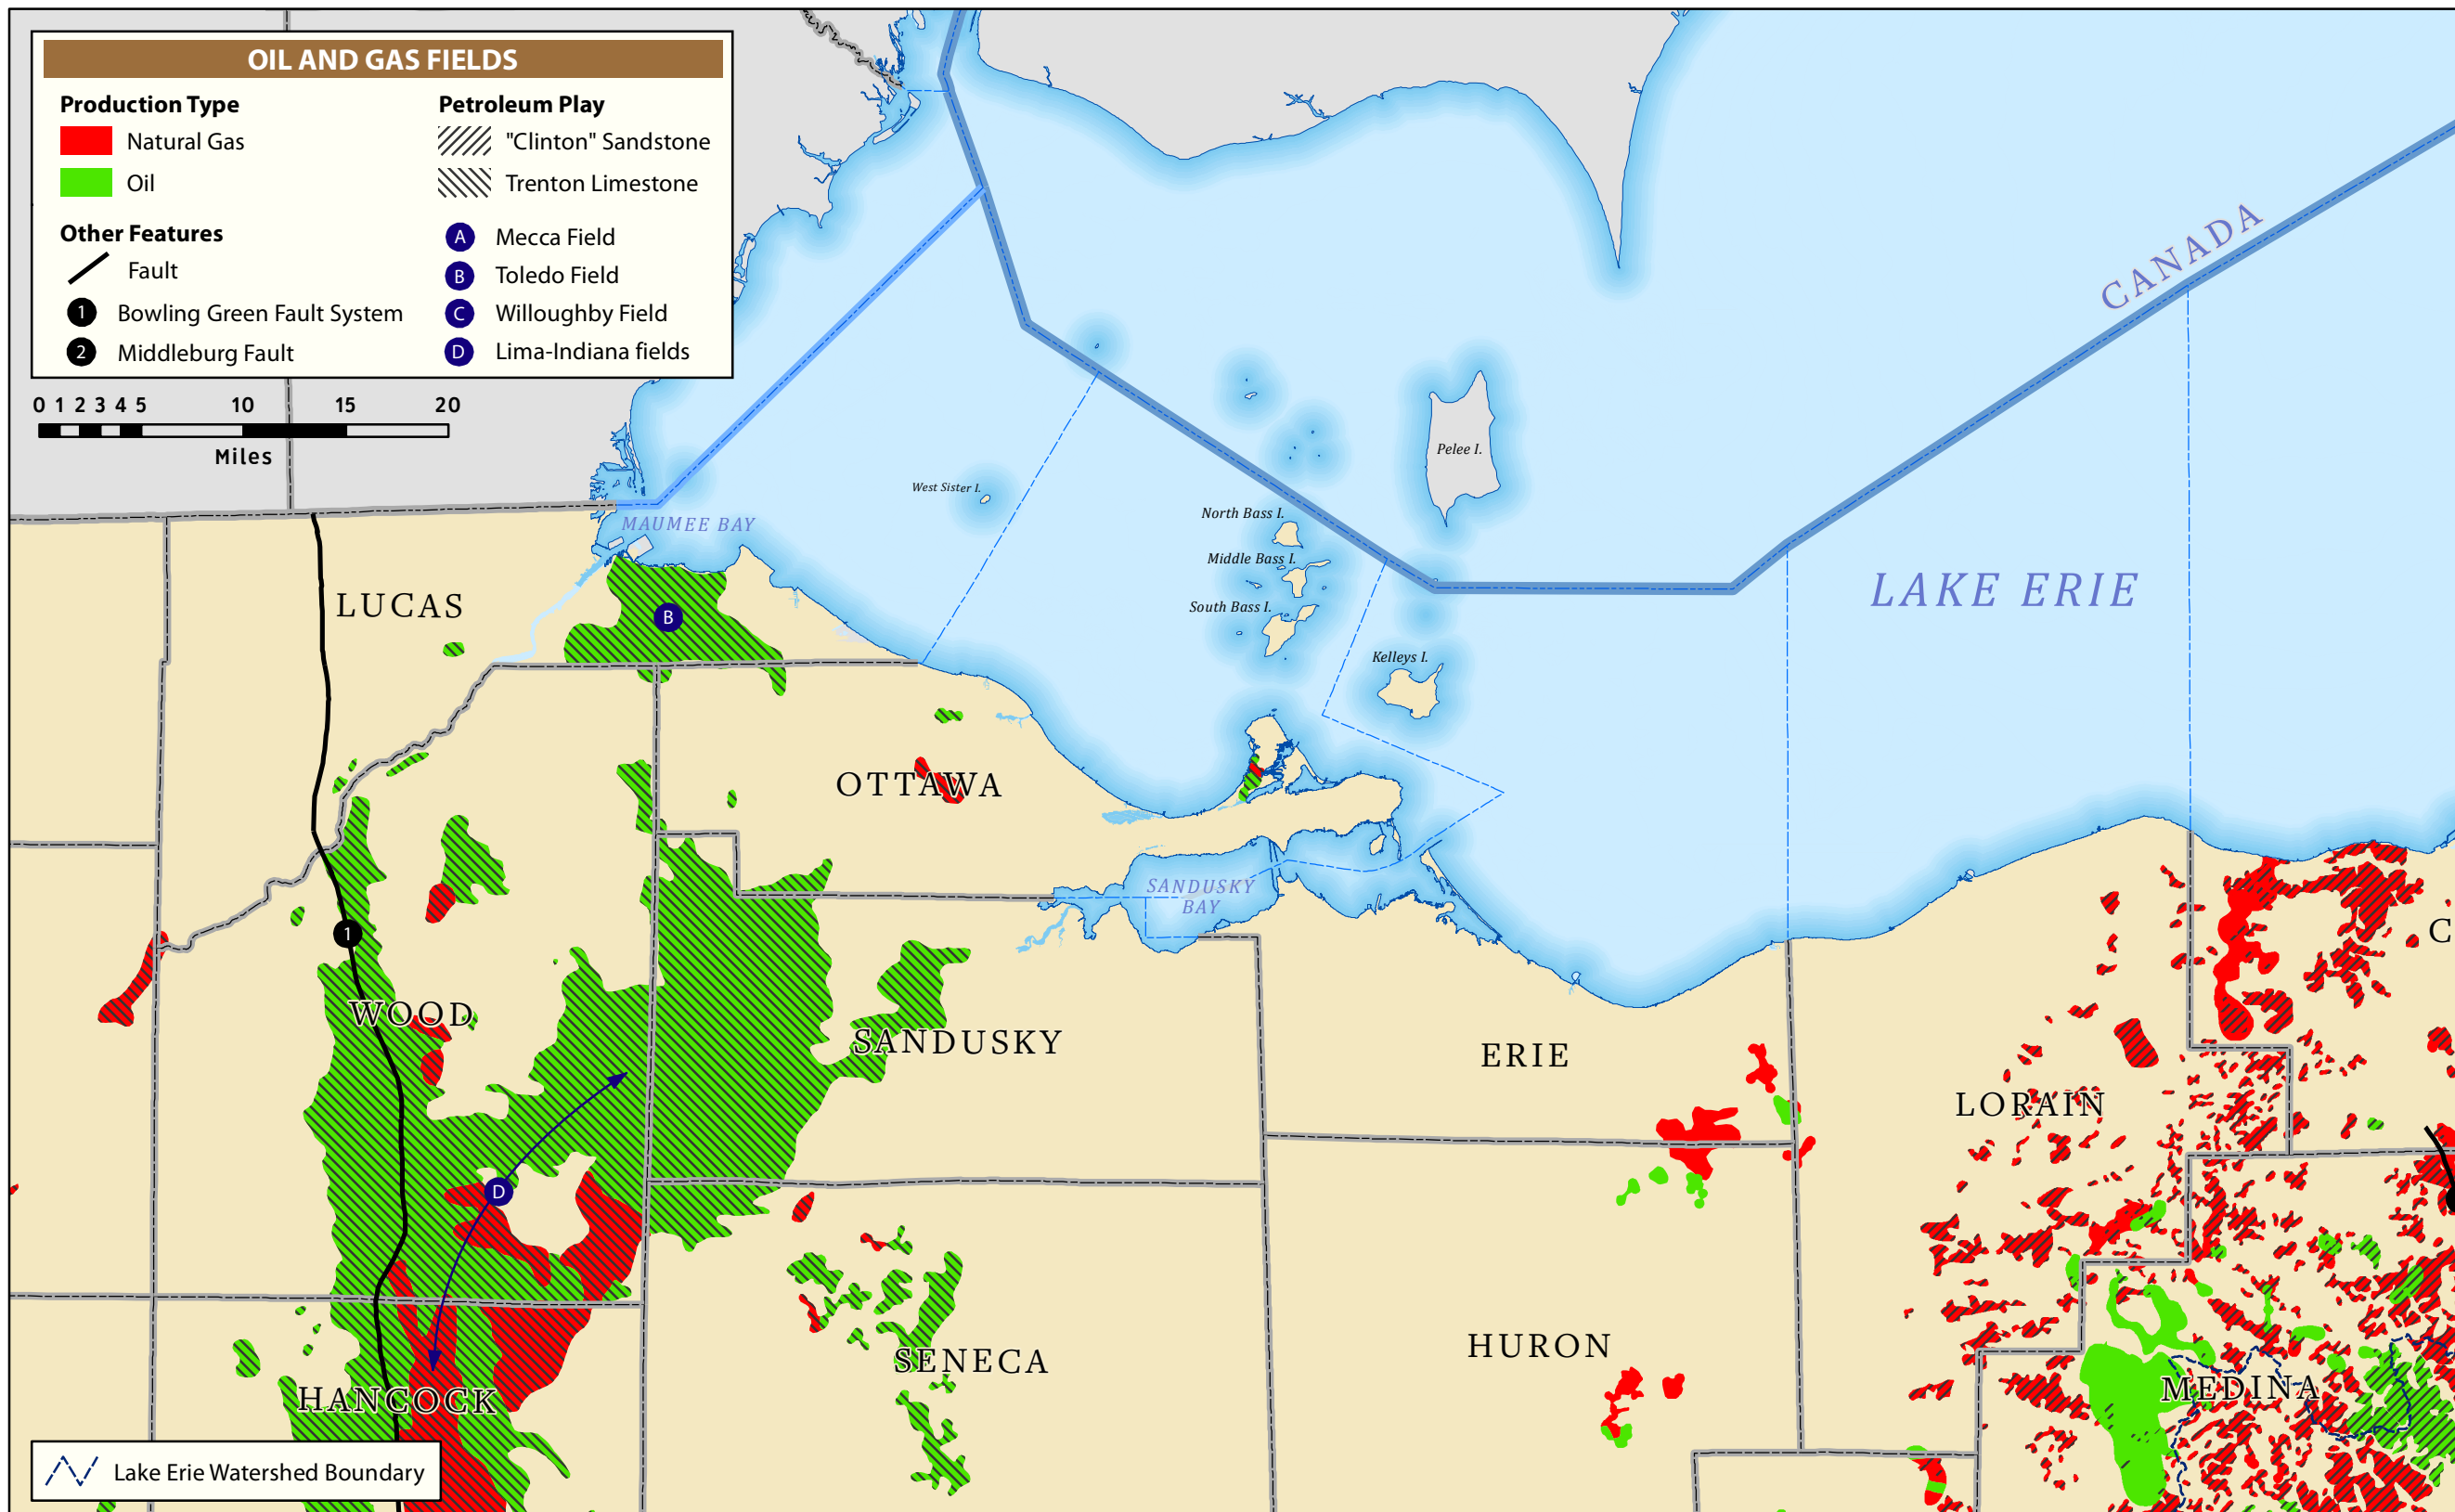 OIL AND GAS FIELDS
Production Type
Natural Gas
Oil
Other Features
Fault
1 Bowling Green Fault System
2 Middleburg Fault
Petroleum Play
"Clinton" Sandstone
Trenton Limestone
A Mecca Field
B Toledo Field
C Willoughby Field
D Lima-Indiana fields
0 1 2 3 4 5 10 15 20
Miles
CANADA
Pelee I.
West Sister I.
North Bass I.
MAUMEE BAY
Middle Bass I.
LAKE ERIE
LUCAS
South Bass I.
B
Kelleys I.
OTTAWA
SANDUSKY
BAY
1
C
WOOD
SANDUSKY
ERIE
LORAIN
D
HURON
SENECA
MEDINA
HANCOCK
Lake Erie Watershed Boundary